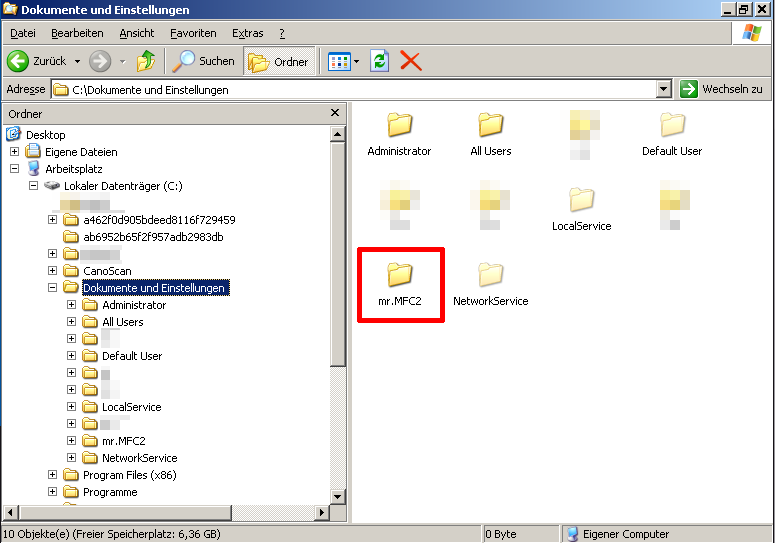 Dokumente und Einstellungen
Datei Bearbeiten Ansicht Favoriten Extras ?
Zurück Suchen Ordner
Adresse C:\Dokumente und Einstellungen Wechseln zu
Ordner
Desktop
Eigene Dateien
Arbeitsplatz
Lokaler Datenträger (C:)
a462f0d905bdeed8116f729459
ab6952b65f2f957adb2983db
CanoScan
Dokumente und Einstellungen
Administrator
All Users
Default User
LocalService
mr.MFC2
NetworkService
Program Files (x86)
Programme
Administrator All Users Default User
LocalService
mr.MFC2 NetworkService
10 Objekte(e) (Freier Speicherplatz: 6,36 GB) 0 Byte Eigener Computer